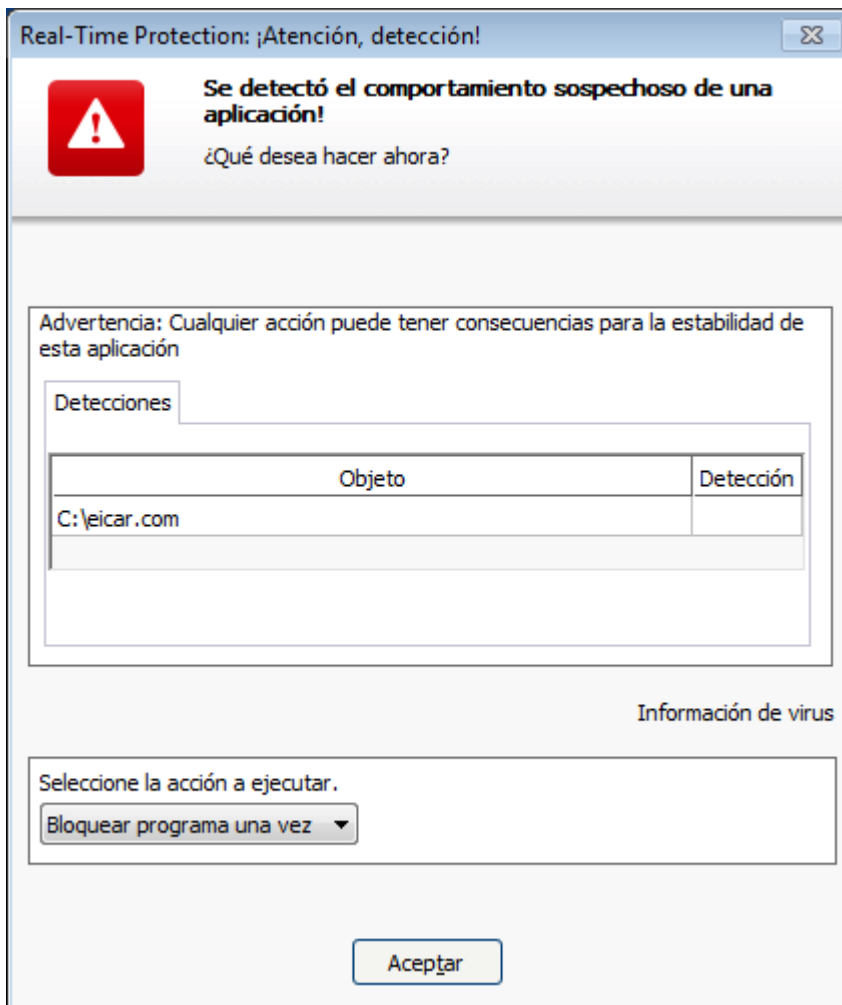 Real-Time Protection: ¡Atención, detección!
Se detectó el comportamiento sospechoso de una
aplicación!
¿Qué desea hacer ahora?
Advertencia: Cualquier acción puede tener consecuencias para la estabilidad de
esta aplicación
Detecciones
Objeto Detección
C:\eicar.com
Información de virus
Seleccione la acción a ejecutar.
Bloquear programa una vez
Aceptar